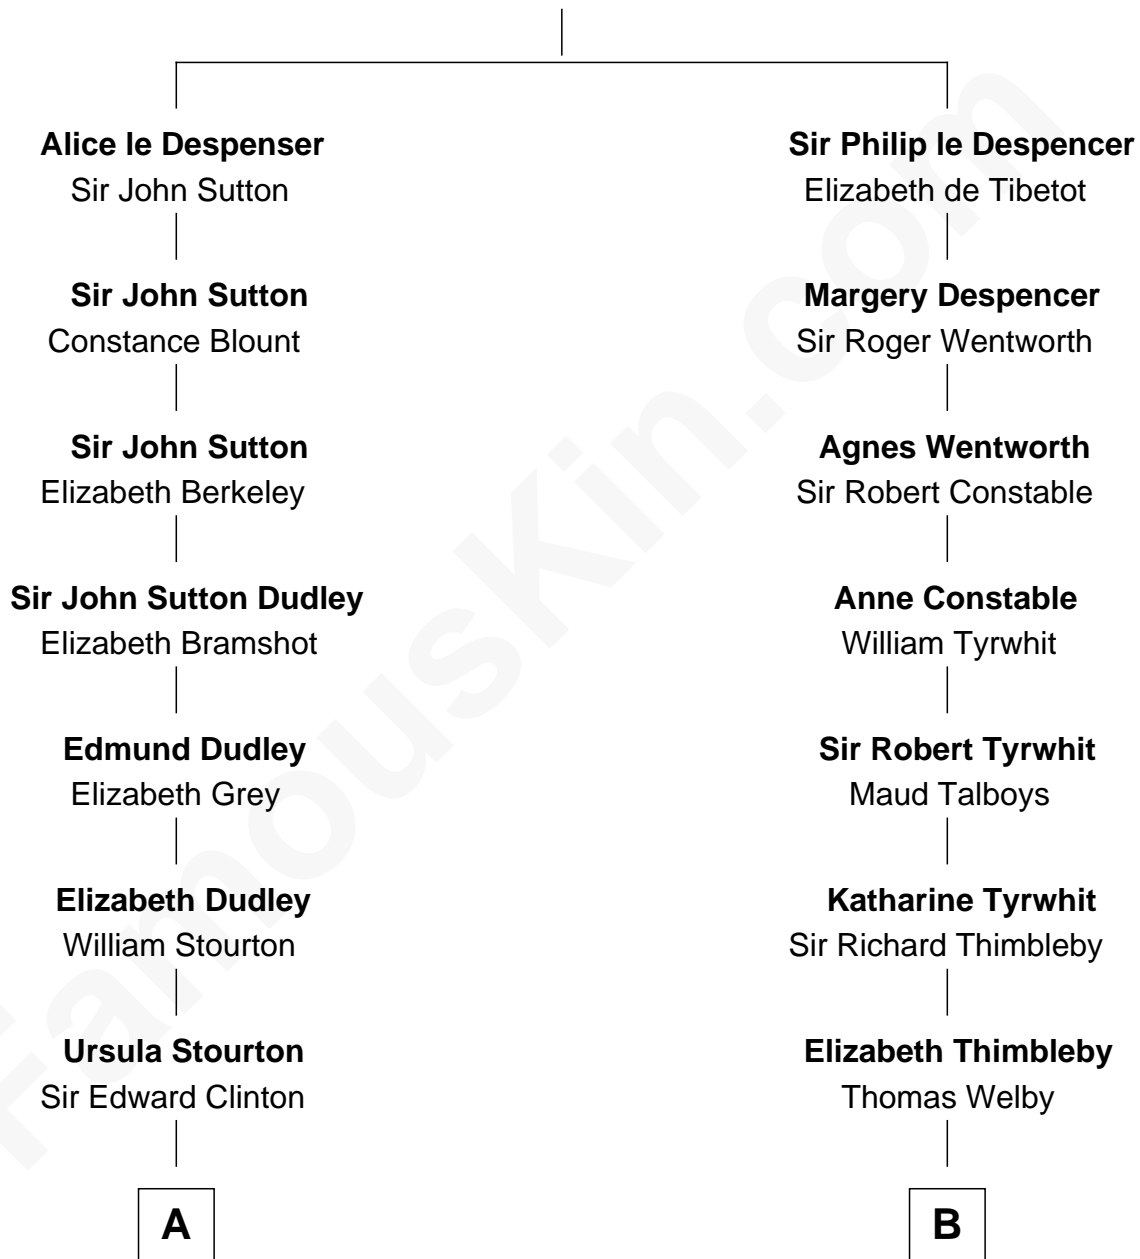 Alice le Despenser
Sir John Sutton
Sir John Sutton
Constance Blount
Sir John Sutton
Elizabeth Berkeley
Sir John Sutton Dudley
Elizabeth Bramshot
Edmund Dudley
Elizabeth Grey
Elizabeth Dudley
William Stourton
Ursula Stourton
Sir Edward Clinton
A
Sir Philip le Despencer
Elizabeth de Tibetot
Margery Despencer
Sir Roger Wentworth
Agnes Wentworth
Sir Robert Constable
Anne Constable
William Tyrwhit
Sir Robert Tyrwhit
Maud Talboys
Katharine Tyrwhit
Sir Richard Thimbleby
Elizabeth Thimbleby
Thomas Welby
B
FamousKin.com